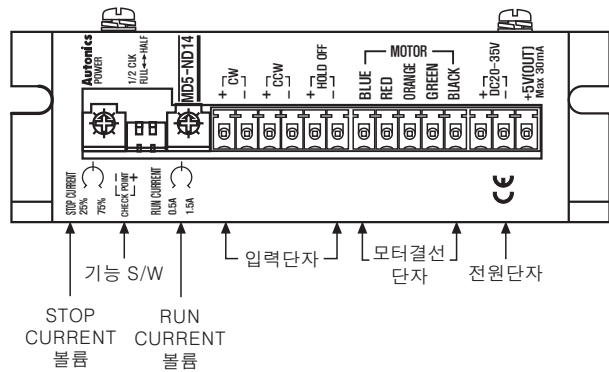 Autonics
POWER
1/2 CLK
RULL↔HALF
MD5-ND14
+ CW -
+ CCW -
+ HOLD OFF -
MOTOR
BLUE
RED
ORANGE
GREEN
BLACK
+ -
DC20-35V
+5V(OUT)
Max 30mA
STOP CURRENT
25%
75%
- +
CHECK POINT
RUN CURRENT
0.5A
1.5A
CE
기능 S/W
입력단자
모터결선
단자
전원단자
STOP
CURRENT
볼륨
RUN
CURRENT
볼륨